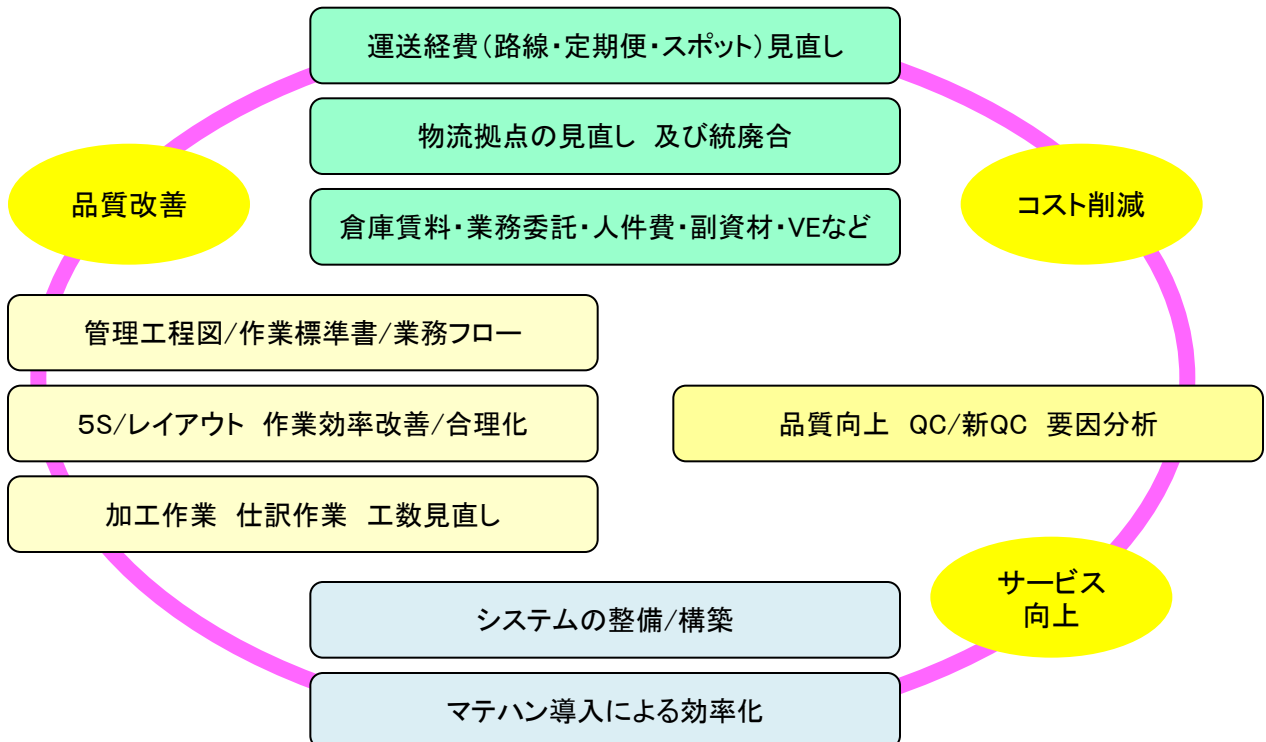 運送経費（路線・定期便・スポット）見直し
物流拠点の見直し 及び統廃合
品質改善
コスト削減
倉庫賃料・業務委託・人件費・副資材・VEなど
管理工程図/作業標準書/業務フロー
5S/レイアウト 作業効率改善/合理化
品質向上 QC/新QC 要因分析
加工作業 仕訳作業 工数見直し
サービス
向上
システムの整備/構築
マテハン導入による効率化